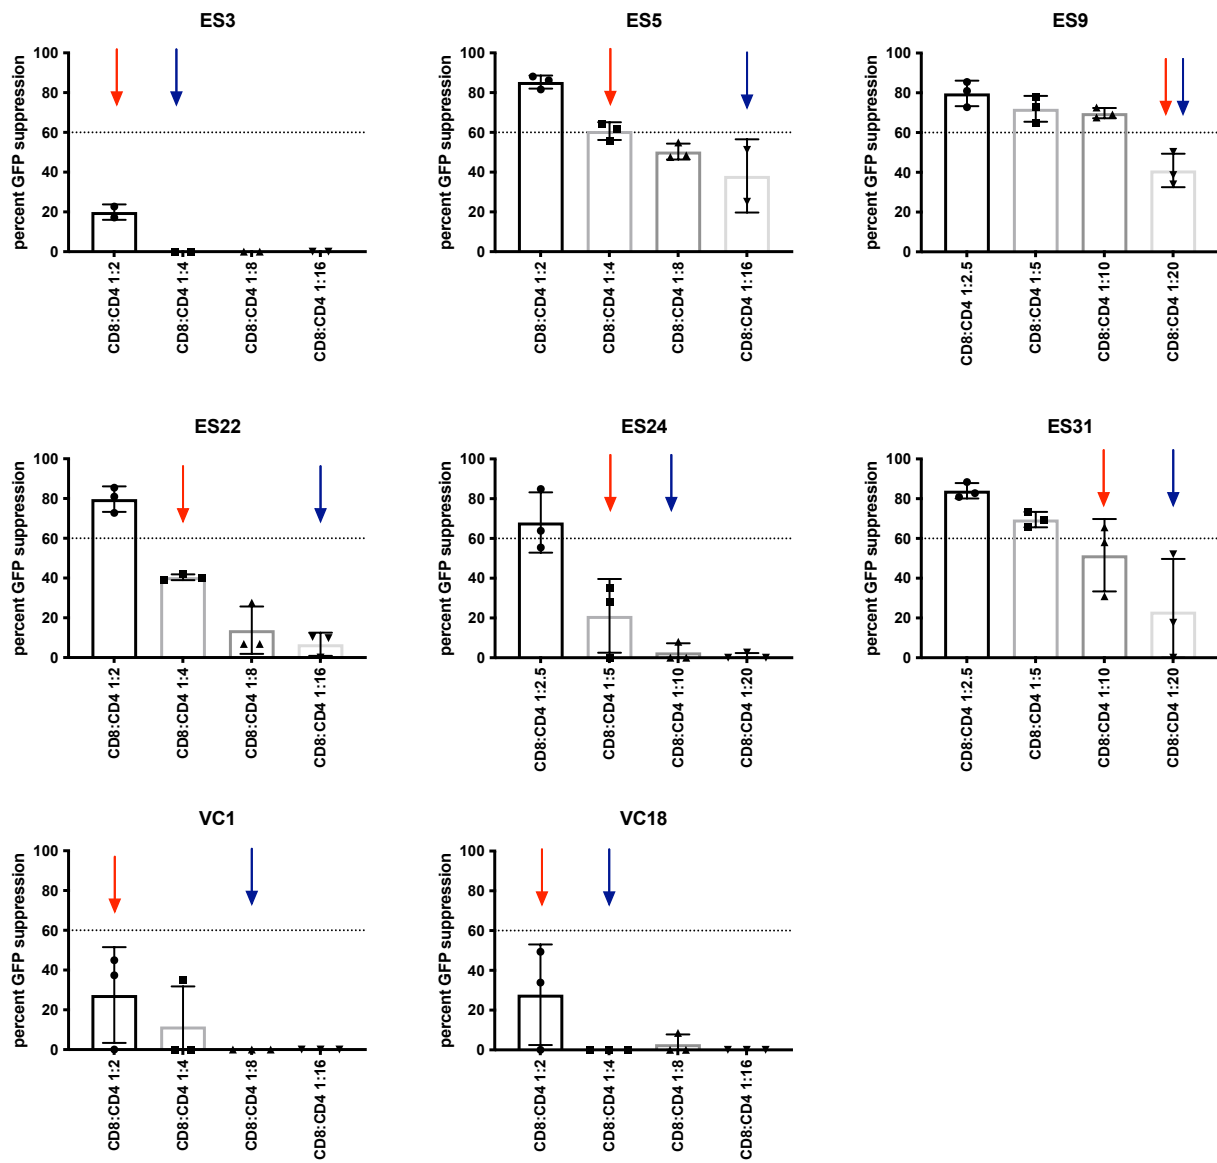 ES3
percent GFP suppression
100
80
60
40
20
0
CD8:CD4 1:2
CD8:CD4 1:4
CD8:CD4 1:8
CD8:CD4 1:16
ES5
percent GFP suppression
100
80
60
40
20
0
CD8:CD4 1:2
CD8:CD4 1:4
CD8:CD4 1:8
CD8:CD4 1:16
ES9
percent GFP suppression
100
80
60
40
20
0
CD8:CD4 1:2.5
CD8:CD4 1:5
CD8:CD4 1:10
CD8:CD4 1:20
ES22
percent GFP suppression
100
80
60
40
20
0
CD8:CD4 1:2
CD8:CD4 1:4
CD8:CD4 1:8
CD8:CD4 1:16
ES24
percent GFP suppression
100
80
60
40
20
0
CD8:CD4 1:2.5
CD8:CD4 1:5
CD8:CD4 1:10
CD8:CD4 1:20
ES31
percent GFP suppression
100
80
60
40
20
0
CD8:CD4 1:2.5
CD8:CD4 1:5
CD8:CD4 1:10
CD8:CD4 1:20
VC1
percent GFP suppression
100
80
60
40
20
0
CD8:CD4 1:2
CD8:CD4 1:4
CD8:CD4 1:8
CD8:CD4 1:16
VC18
percent GFP suppression
100
80
60
40
20
0
CD8:CD4 1:2
CD8:CD4 1:4
CD8:CD4 1:8
CD8:CD4 1:16